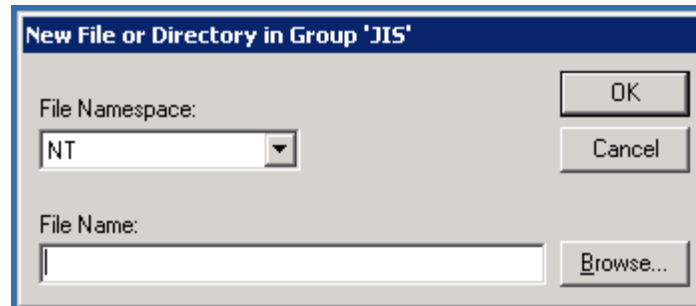 New File or Directory in Group 'JIS'
OK
File Namespace:
NT
Cancel
File Name:
Browse...